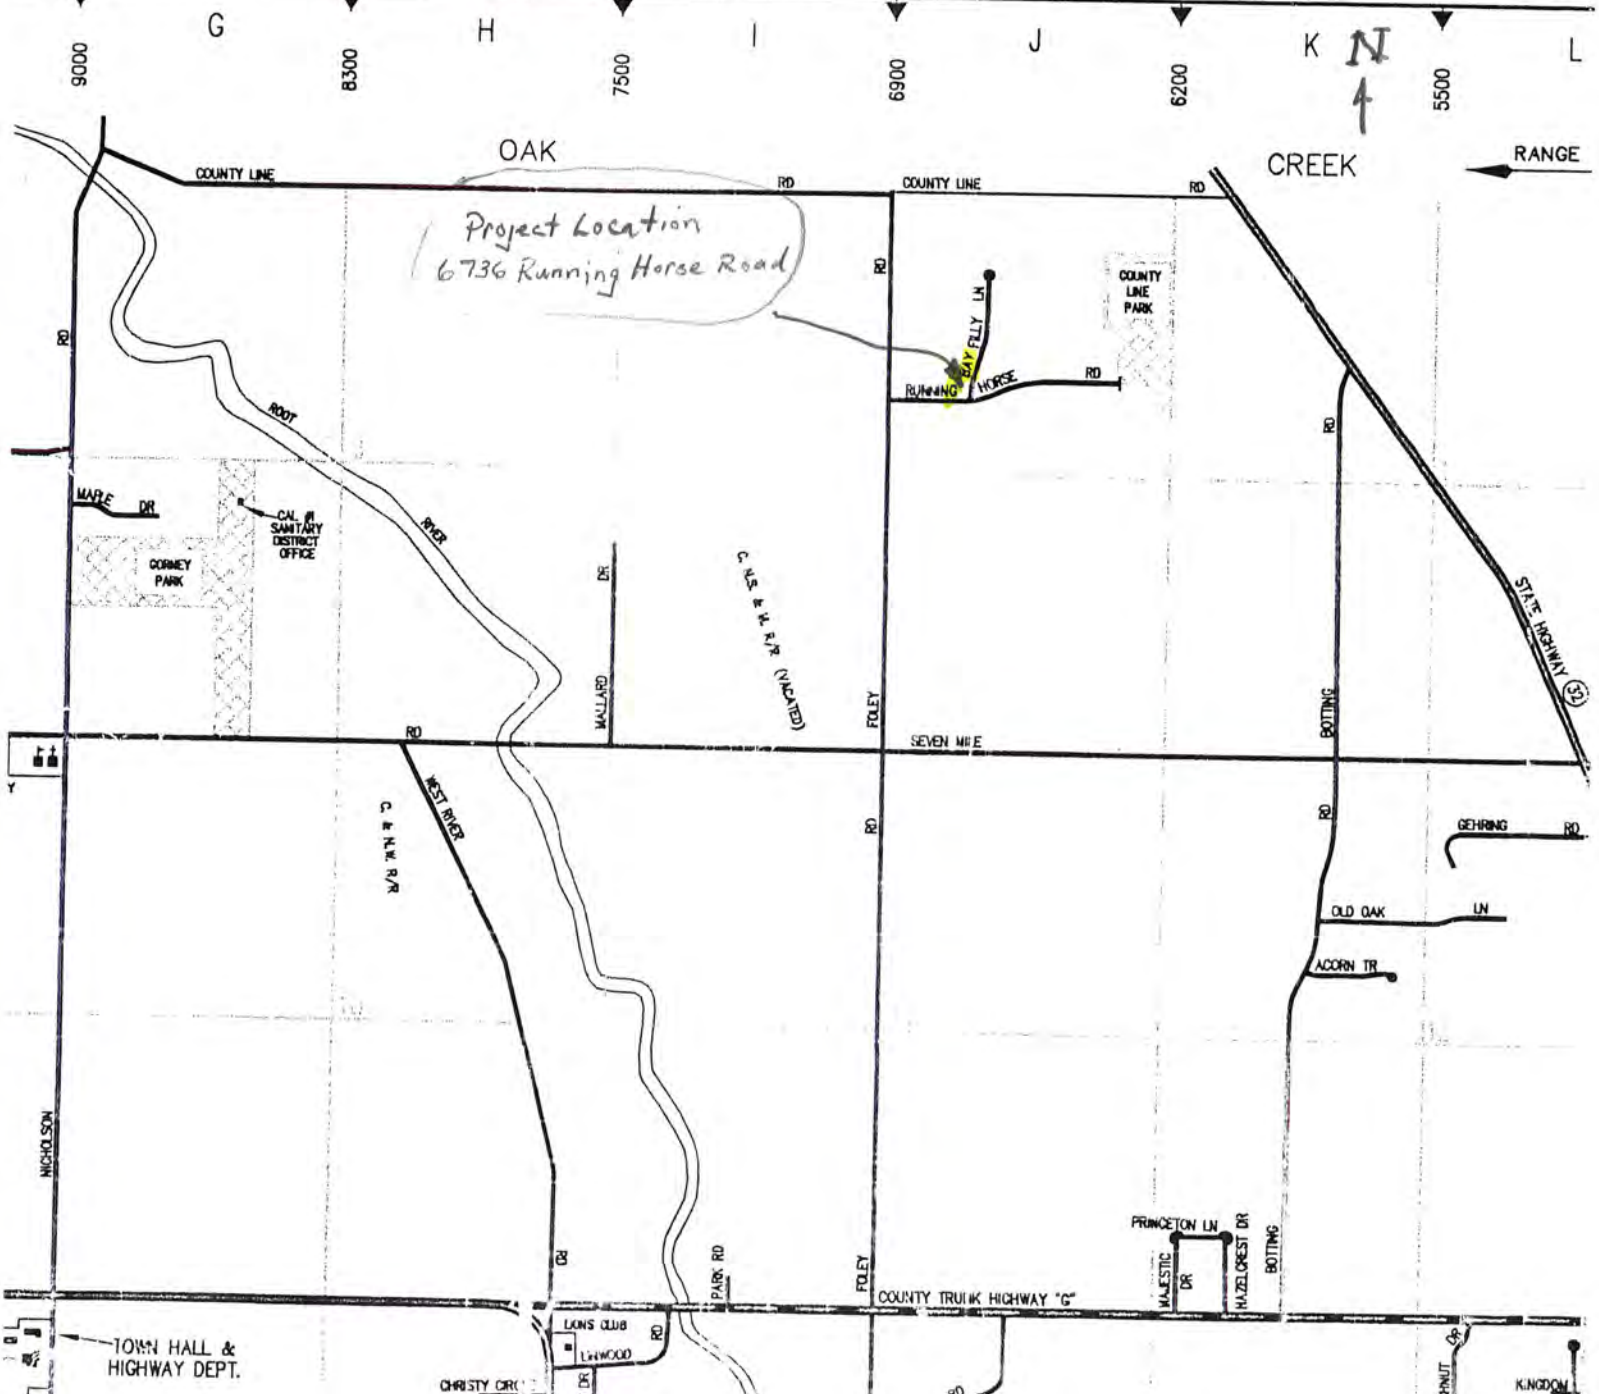 G H I J K N L
9000 8300 7500 6900 6200 5500
OAK
CREEK
RANGE
COUNTY LINE
RD
COUNTY LINE
RD
Project Location
6736 Running Horse Road
RD
RD
BAY FILLY LN
RUNNING HORSE RD
COUNTY
LINE
PARK
RD
ROOT
RIVER
MAPLE DR
CAL. #1
SANITARY
DISTRICT
OFFICE
GORNEY
PARK
MALLARD DR
C. N.S. & M. R/R (VACATED)
STATE HIGHWAY 32
FOLEY
BOTTING
RD
SEVEN MILE
Y
WEST RIVER
C. & N.W. R/R
RD
RD
GEHRING RD
OLD OAK LN
ACORN TR
NICHOLSON
RD
PARK RD
FOLEY
PRINCETON LN
MAJESTIC DR
HAZELCREST DR
BOTTING
COUNTY TRUNK HIGHWAY "G"
TOWN HALL &
HIGHWAY DEPT.
LIONS CLUB
LINWOOD
RD
DR
CHRISTY CIRC
RD
DR
HNUT
KINGDOM